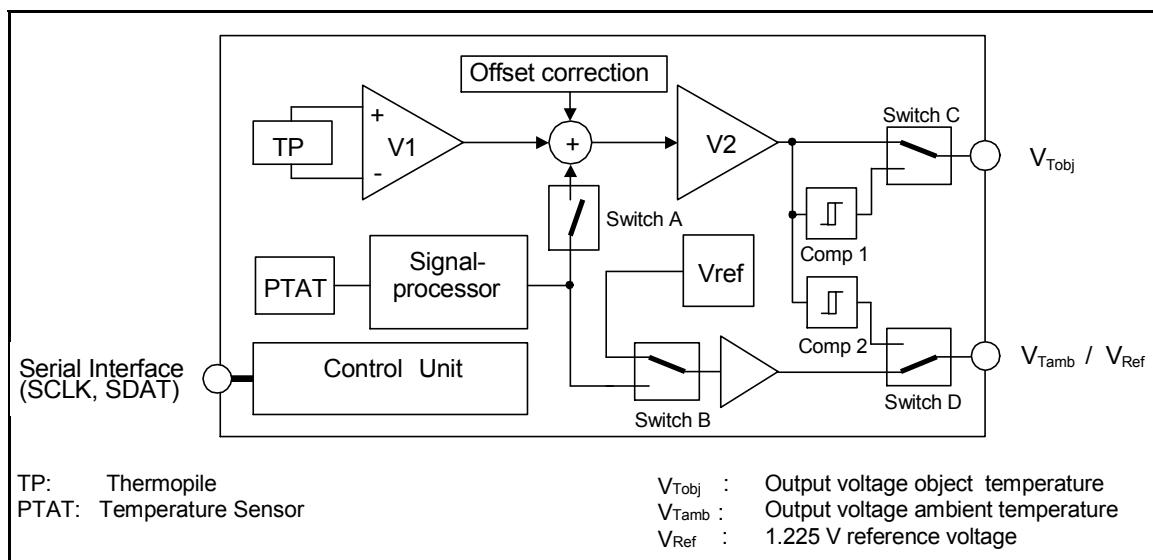 Offset correction
Switch C
TP
+
-
V1
+
V2
VTobj
Switch A
Comp 1
PTAT
Signal-
processor
Vref
Comp 2
Serial Interface
(SCLK, SDAT)
Control Unit
Switch B
Switch D
VTamb / VRef
TP: Thermopile
PTAT: Temperature Sensor
VTobj : Output voltage object temperature
VTamb : Output voltage ambient temperature
VRef : 1.225 V reference voltage